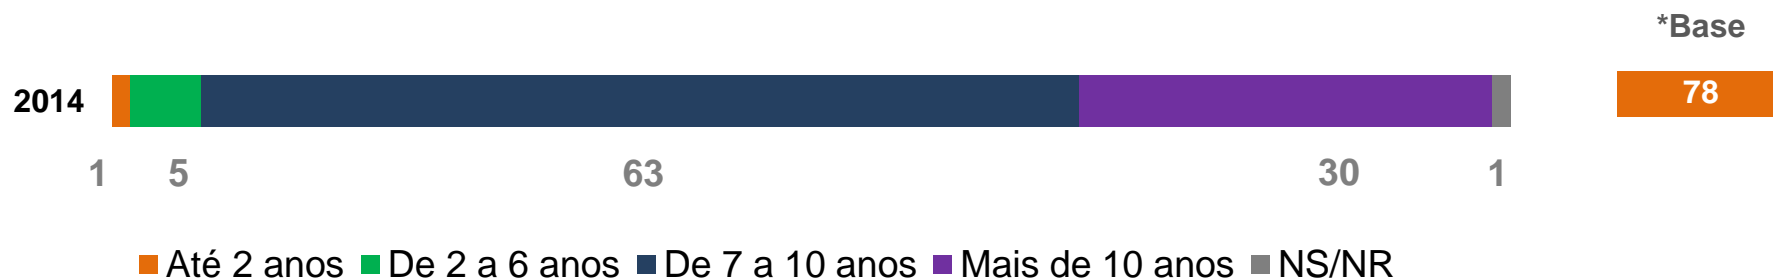 *Base
2014 78
1 5 63 30 1
Até 2 anos De 2 a 6 anos De 7 a 10 anos Mais de 10 anos NS/NR